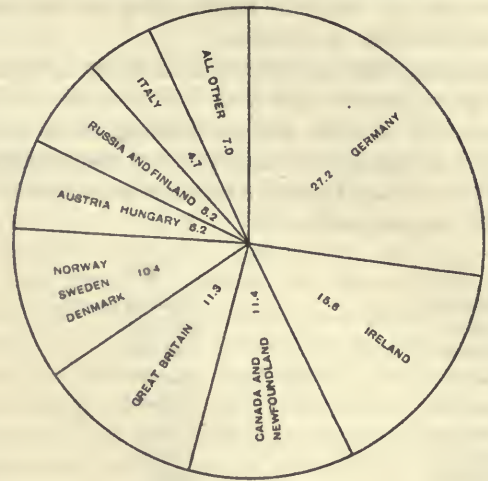 GERMANY
27.2
IRELAND
15.6
CANADA AND
NEWFOUNDLAND
11.4
GREAT BRITAIN
11.3
NORWAY
SWEDEN
DENMARK
10.4
AUSTRIA HUNGARY 6.2
RUSSIA AND FINLAND 6.2
ITALY
4.7
ALL OTHER 7.0